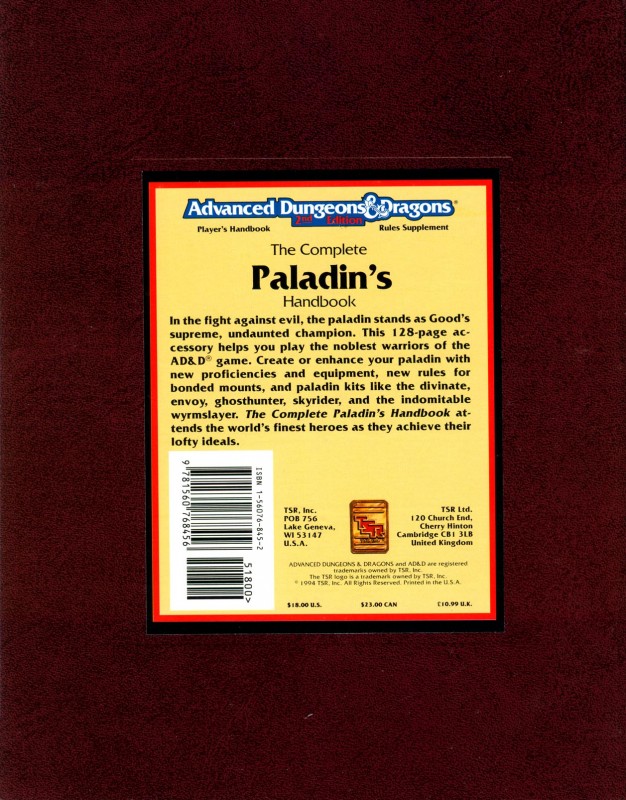 Advanced Dungeons & Dragons®
2nd Edition
Player's Handbook Rules Supplement
The Complete
Paladin's
Handbook
In the fight against evil, the paladin stands as Good's
supreme, undaunted champion. This 128-page ac-
cessory helps you play the noblest warriors of the
AD&D® game. Create or enhance your paladin with
new proficiencies and equipment, new rules for
bonded mounts, and paladin kits like the divinate,
envoy, ghosthunter, skyrider, and the indomitable
wyrmslayer. The Complete Paladin's Handbook at-
tends the world's finest heroes as they achieve their
lofty ideals.
ISBN 1-56076-845-2
9 781560 768456
51800>
TSR, Inc.
POB 756
Lake Geneva,
WI 53147
U.S.A.
TSR
TSR Ltd.
120 Church End,
Cherry Hinton
Cambridge CB1 3LB
United Kingdom
ADVANCED DUNGEONS & DRAGONS and AD&D are registered
trademarks owned by TSR, Inc.
The TSR logo is a trademark owned by TSR, Inc.
© 1994 TSR, Inc. All Rights Reserved. Printed in the U.S.A.
$18.00 U.S. $23.00 CAN £10.99 U.K.